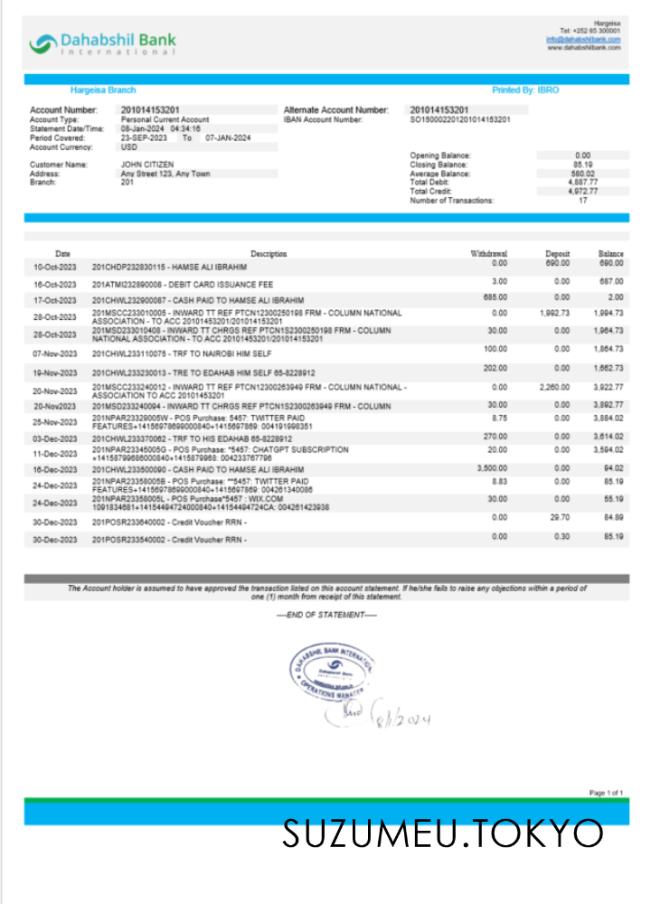 Dahabshil Bank
International
Hargeisa
Tel: +252 65 300001
info@dahabshilbank.com
www.dahabshilbank.com
Hargeisa Branch
Printed By: IBRO
Account Number: 201014153201
Account Type: Personal Current Account
Statement Date/Time: 08-Jan-2024 04:34:16
Period Covered: 23-SEP-2023 To 07-JAN-2024
Account Currency: USD
Customer Name: JOHN CITIZEN
Address: Any Street 123, Any Town
Branch: 201
Alternate Account Number: 201014153201
IBAN Account Number: SO150002201201014153201
Opening Balance: 0.00
Closing Balance: 85.19
Average Balance: 580.02
Total Debit: 4,887.77
Total Credit: 4,972.77
Number of Transactions: 17
Date Description Withdrawal Deposit Balance
10-Oct-2023 201CHDP232830115 - HAMSE ALI IBRAHIM 0.00 690.00 690.00
16-Oct-2023 201ATMI232890008 - DEBIT CARD ISSUANCE FEE 3.00 0.00 687.00
17-Oct-2023 201CHWL232900087 - CASH PAID TO HAMSE ALI IBRAHIM 685.00 0.00 2.00
28-Oct-2023 201MSCC233010005 - INWARD TT REF PTCN12300250198 FRM - COLUMN NATIONAL 0.00 1,992.73 1,994.73
ASSOCIATION - TO ACC 20101453201/201014153201
28-Oct-2023 201MSD233010408 - INWARD TT CHRGS REF PTCN1S2300250198 FRM - COLUMN 30.00 0.00 1,964.73
NATIONAL ASSOCIATION - TO ACC 20101453201/201014153201
07-Nov-2023 201CHWL233110075 - TRF TO NAIROBI HIM SELF 100.00 0.00 1,864.73
19-Nov-2023 201CHWL233230013 - TRE TO EDAHAB HIM SELF 65-8228912 202.00 0.00 1,662.73
20-Nov-2023 201MSCC233240012 - INWARD TT REF PTCN12300263949 FRM - COLUMN NATIONAL - 0.00 2,260.00 3,922.77
ASSOCIATION TO ACC 20101453201
20-Nov2023 201MSD233240094 - INWARD TT CHRGS REF PTCN1S2300263949 FRM - COLUMN 30.00 0.00 3,892.77
25-Nov-2023 201NPAR23329005W - POS Purchase* 5457: TWITTER PAID 8.75 0.00 3,884.02
FEATURES+14156978699000840+1415697869: 004191998351
03-Dec-2023 201CHWL233370062 - TRF TO HIS EDAHAB 65-8228912 270.00 0.00 3,614.02
11-Dec-2023 201NPAR23345005G - POS Purchase: *5457: CHATGPT SUBSCRIPTION 20.00 0.00 3,594.02
+14158799686000840+1415879968: 004233767796
16-Dec-2023 201CHWL233500090 - CASH PAID TO HAMSE ALI IBRAHIM 3,500.00 0.00 94.02
24-Dec-2023 201NPAR23358005B - POS Purchase: **5457: TWITTER PAID 8.83 0.00 85.19
FEATURES+14156978699000840+1415697869: 004261340086
24-Dec-2023 201NPAR23358005L - POS Purchase*5457 : WIX.COM 30.00 0.00 55.19
1091834681+14154494724000840+14154494724CA: 004261423938
30-Dec-2023 201POSR233640002 - Credit Voucher RRN - 0.00 29.70 84.89
30-Dec-2023 201POSR233540002 - Credit Voucher RRN - 0.00 0.30 85.19
The Account holder is assumed to have approved the transaction listed on this account statement. If he/she fails to raise any objections within a period of
one (1) month from receipt of this statement.
----END OF STATEMENT-----
DAHABSHIL BANK INTERNATIONAL
Dahabshil Bank
OPERATIONS MANAGER
8/1/2024
Page 1 of 1
SUZUMEU.TOKYO